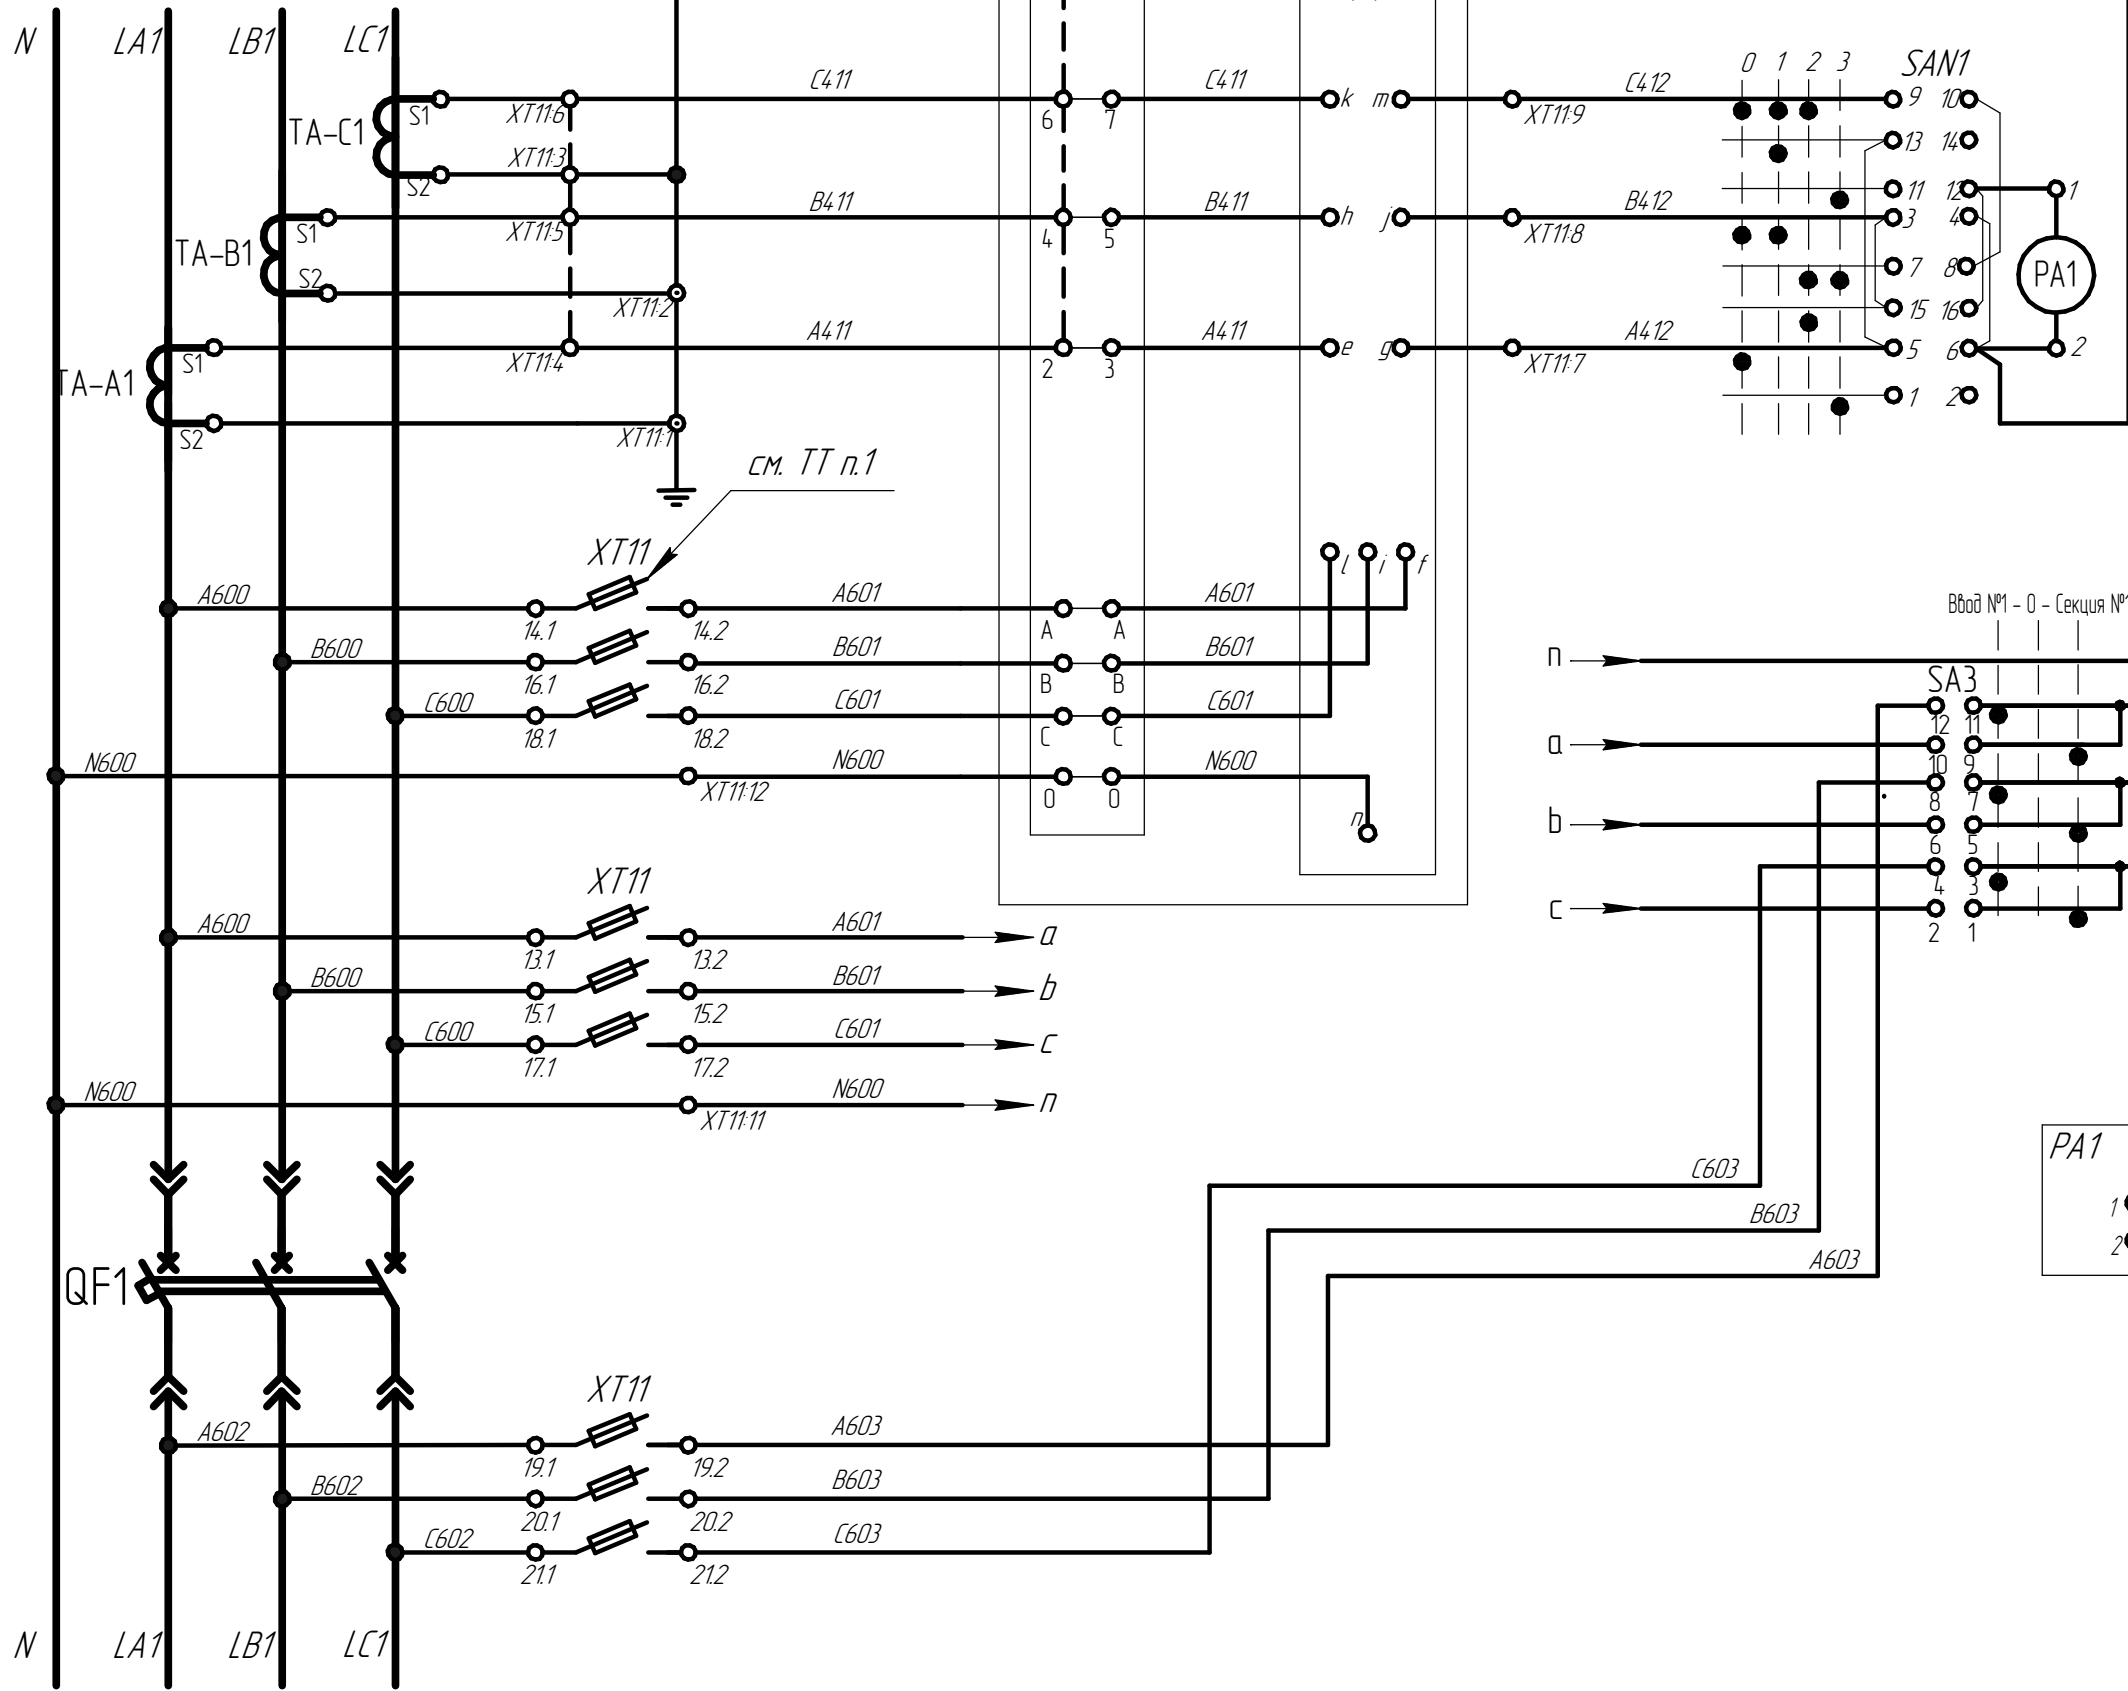 N LA1 LB1 LC1
0 1 2 3 SAN1
S1 XT11:6 C411 6 7 C411 k m XT11:9 C412 9 10
TA-C1
13 14
S2 XT11:3
11 12 1
S1 XT11:5 B411 4 5 B411 h j XT11:8 B412 3 4
TA-B1
7 8 PA1
S2 XT11:2
15 16
S1 XT11:4 A411 2 3 A411 e g XT11:7 A412 5 6 2
TA-A1
1 2
S2 XT11:1
см. ТТ п.1
XT11
l i f
A600 14.1 14.2 A601 A A A601
Ввод №1 - 0 - Секция №1
B600 16.1 16.2 B601 B B B601
n
SA3
C600 18.1 18.2 C601 C C C601
12 11
a
10 9
N600 XT11:12 N600 0 0 N600 n
8 7
b
6 5
4 3
c
2 1
XT11
A600 13.1 13.2 A601 a
B600 15.1 15.2 B601 b
C600 17.1 17.2 C601 c
N600 XT11:11 N600 n
PA1
1
2
C603
B603
A603
QF1
XT11
A602 19.1 19.2 A603
B602 20.1 20.2 B603
C602 21.1 21.2 C603
N LA1 LB1 LC1